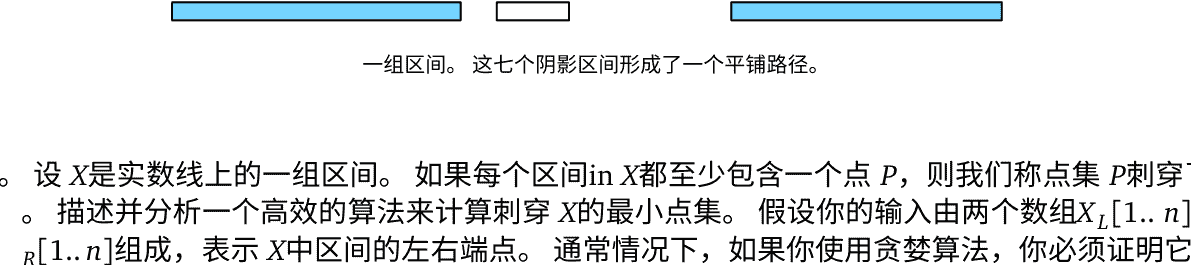 一组区间。 这七个阴影区间形成了一个平铺路径。
。 设 X是实数线上的一组区间。 如果每个区间in X都至少包含一个点 P，则我们称点集 P刺穿
。 描述并分析一个高效的算法来计算刺穿 X的最小点集。 假设你的输入由两个数组X_L[1.. n]
_R[1.. n]组成，表示 X中区间的左右端点。 通常情况下，如果你使用贪婪算法，你必须证明它